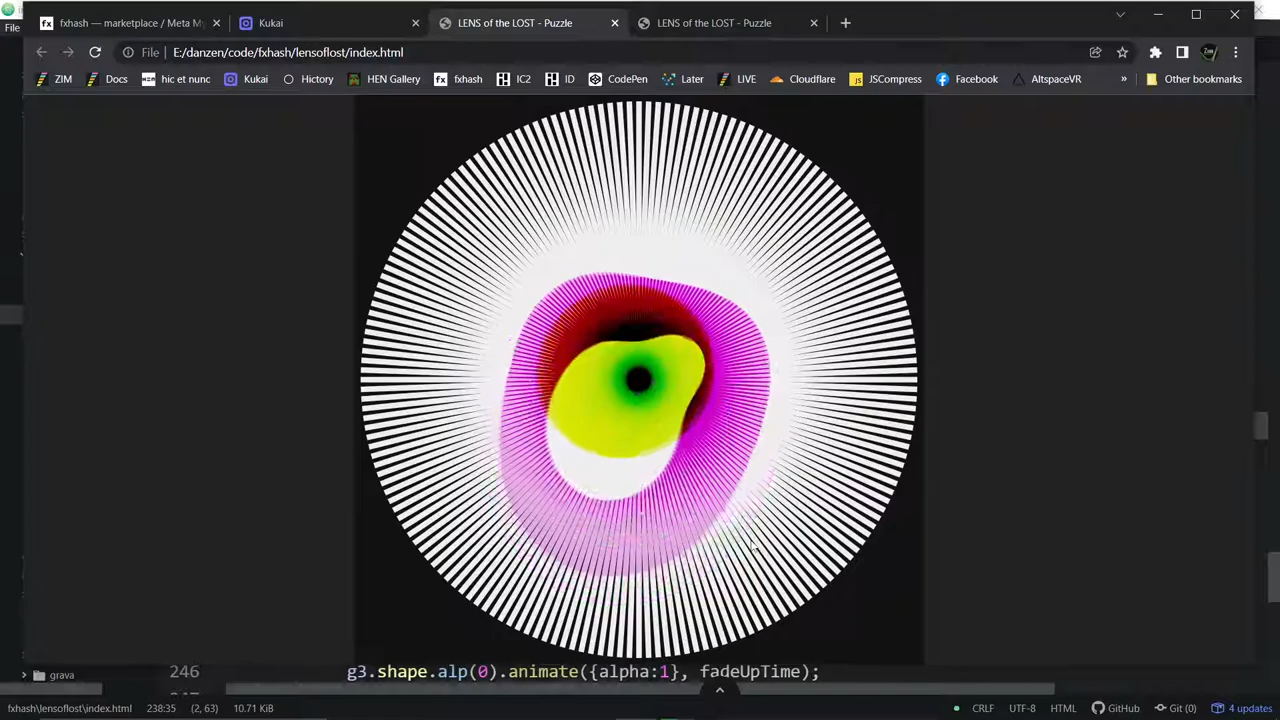 fxhash — marketplace / Meta My
Kukai
LENS of the LOST - Puzzle
LENS of the LOST - Puzzle
File
File
E:/danzen/code/fxhash/lensoflost/index.html
ZIM
Docs
hic et nunc
Kukai
Hictory
HEN Gallery
fxhash
IC2
ID
CodePen
Later
LIVE
Cloudflare
JSCompress
Facebook
AltspaceVR
»
Other bookmarks
246 g3.shape.alp(0).animate({alpha:1}, fadeUpTime);
grava
fxhash\lensoflost\index.html 238:35 (2, 63) 10.71 KiB CRLF UTF-8 HTML GitHub Git (0) 4 updates